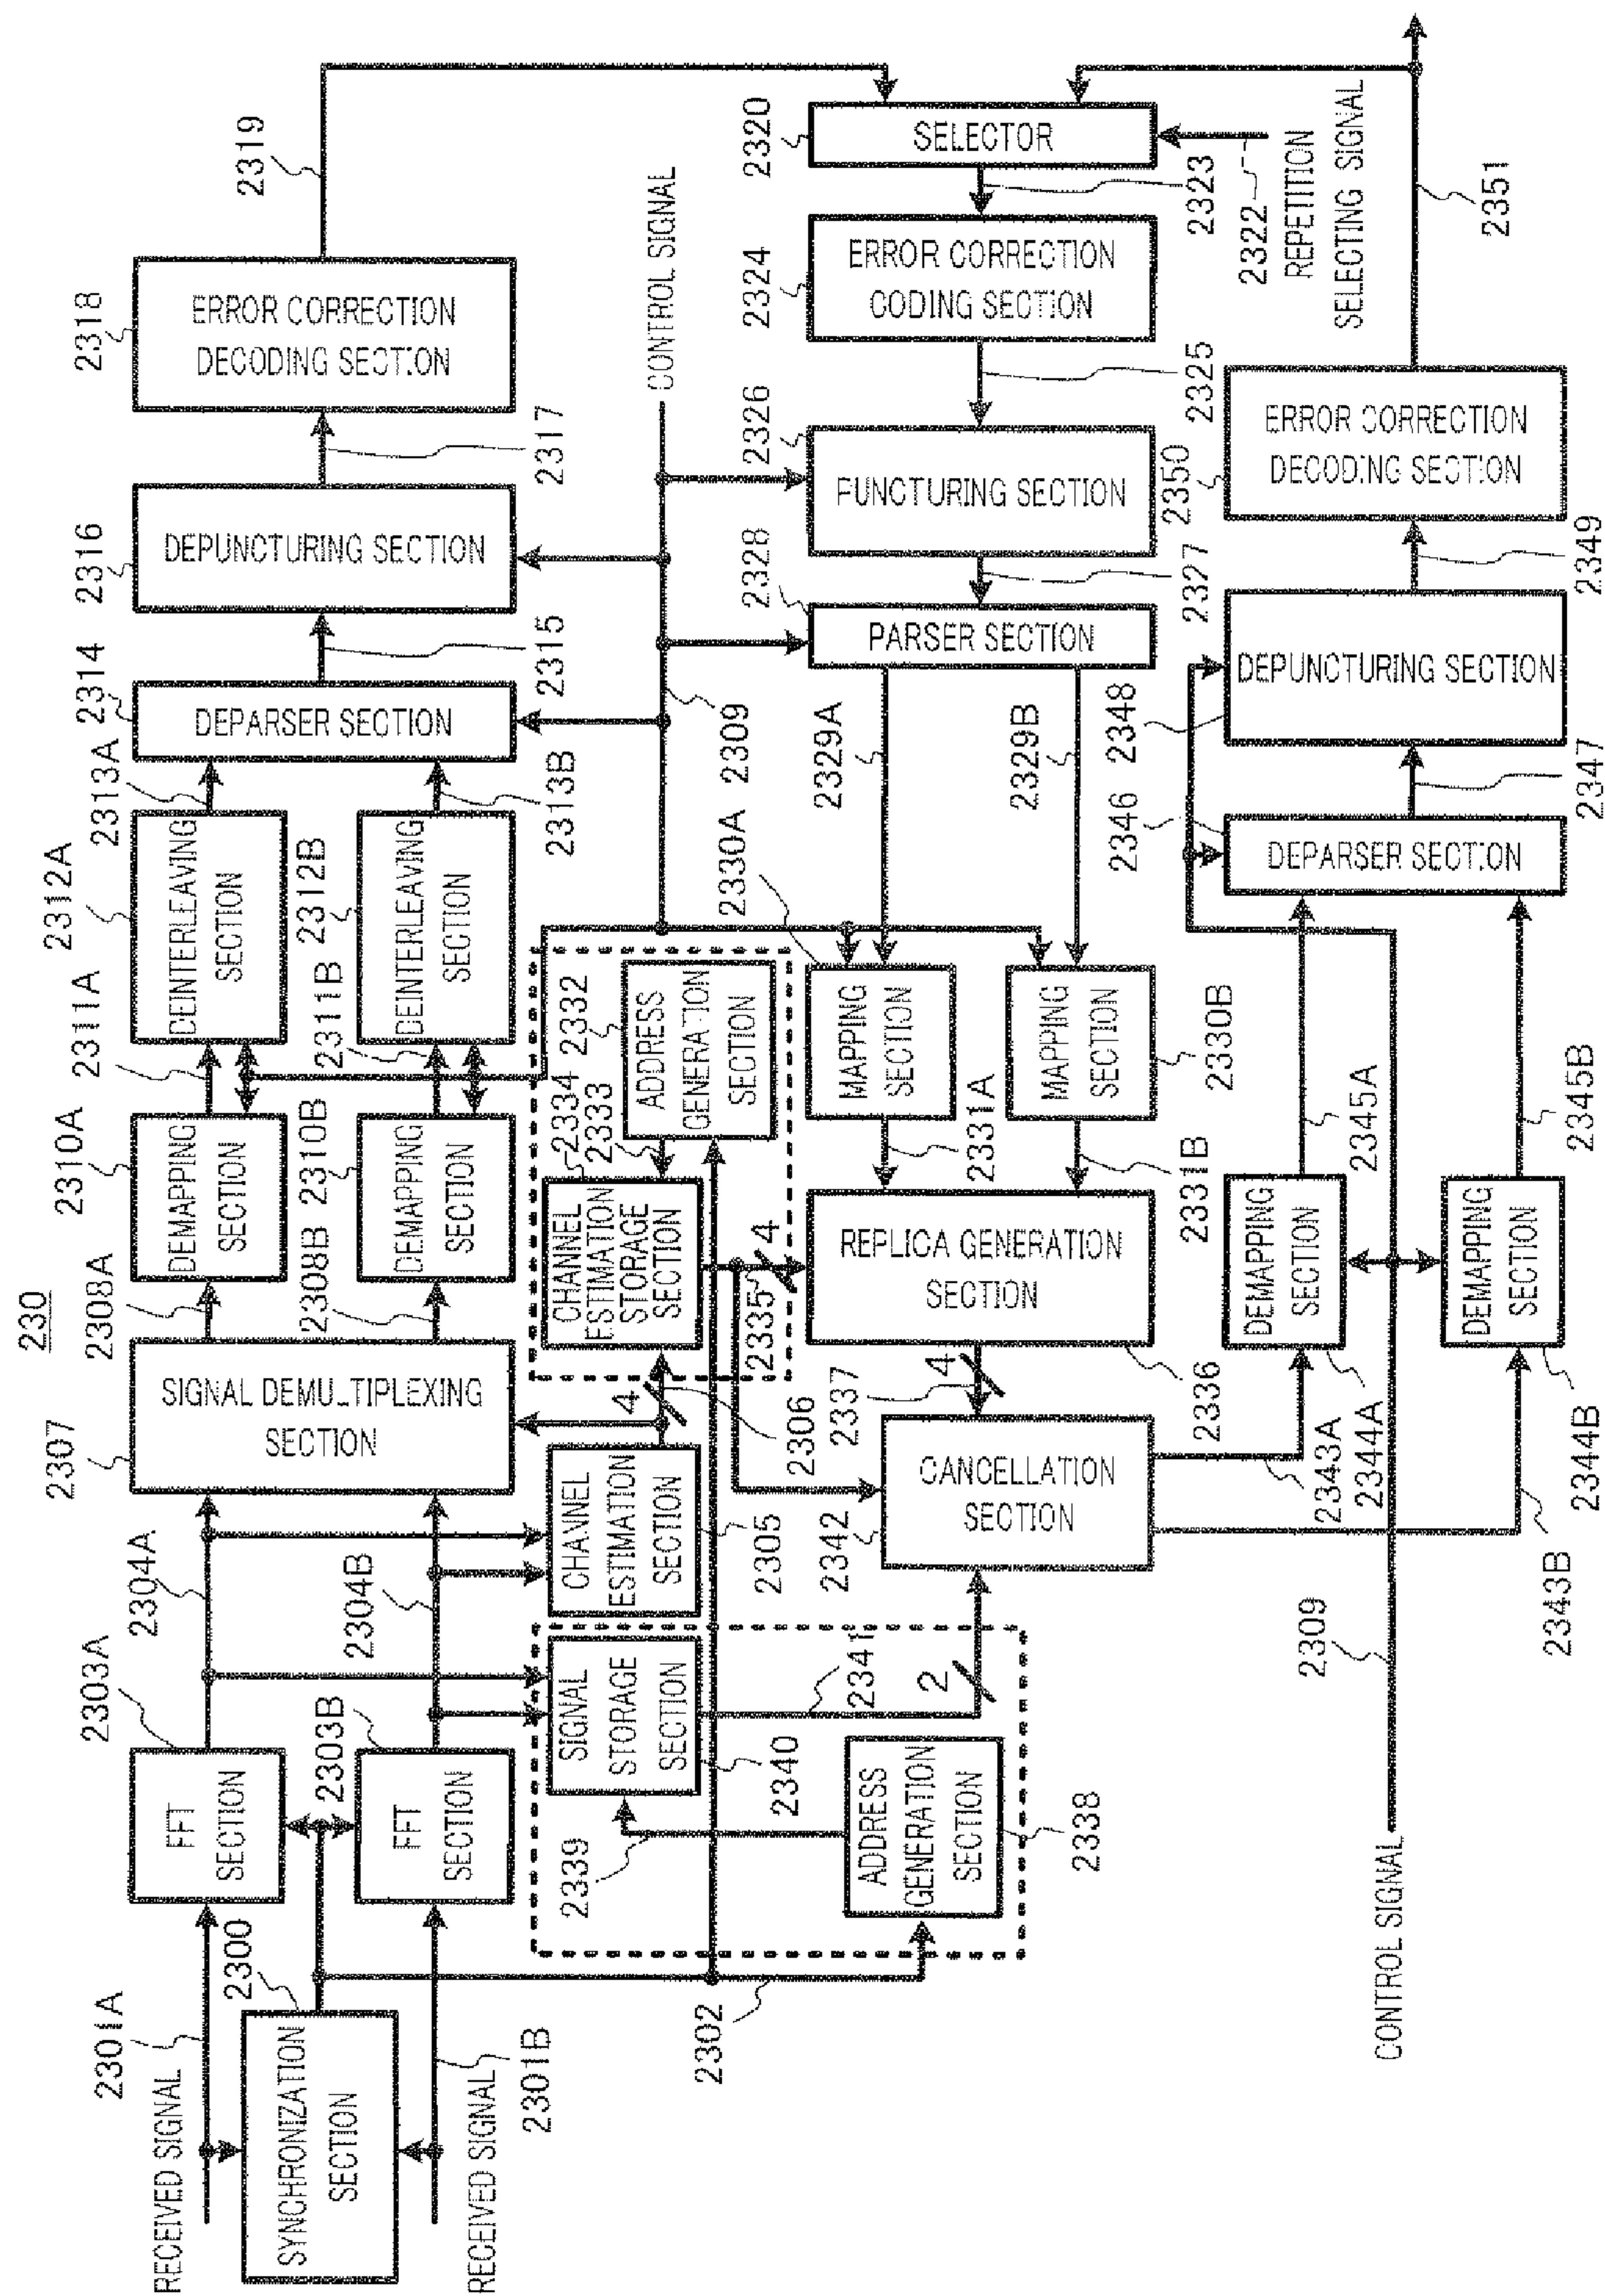 230
RECEIVED SIGNAL
2301A
SYNCHRONIZATION
SECTION
2300
RECEIVED SIGNAL
2301B
2302
FFT
SECTION
2303A
FFT
SECTION
2303B
2304A
2304B
SIGNAL DEMULTIPLEXING
SECTION
2307
2308A
2308B
DEMAPPING
SECTION
2310A
DEMAPPING
SECTION
2310B
2311A
2311B
DEINTERLEAVING
SECTION
2312A
DEINTERLEAVING
SECTION
2312B
2313A
2313B
DEPARSER SECTION
2314
2315
DEPUNCTURING SECTION
2316
2317
ERROR CORRECTION
DECODING SECTION
2318
2319
SIGNAL
STORAGE
SECTION
2340
2339
2341
2
ADDRESS
GENERATION
SECTION
2338
CHANNEL
ESTIMATION
SECTION
2305
4
2306
CHANNEL
ESTIMATION
STORAGE
SECTION
2334
2333
ADDRESS
GENERATION
SECTION
2332
2335
4
2309
CONTROL SIGNAL
SELECTOR
2320
2322
REPETITION
SELECTING SIGNAL
2323
ERROR CORRECTION
CODING SECTION
2324
2325
FUNCTURING SECTION
2326
2327
PARSER SECTION
2328
2329A
2329B
MAPPING
SECTION
2330A
MAPPING
SECTION
2330B
2331A
2331B
REPLICA GENERATION
SECTION
2336
2337
4
CANCELLATION
SECTION
2342
2343A
2343B
DEMAPPING
SECTION
2344A
DEMAPPING
SECTION
2344B
2345A
2345B
DEPARSER SECTION
2346
2347
DEPUNCTURING SECTION
2348
2349
ERROR CORRECTION
DECODING SECTION
2350
2351
CONTROL SIGNAL
2309